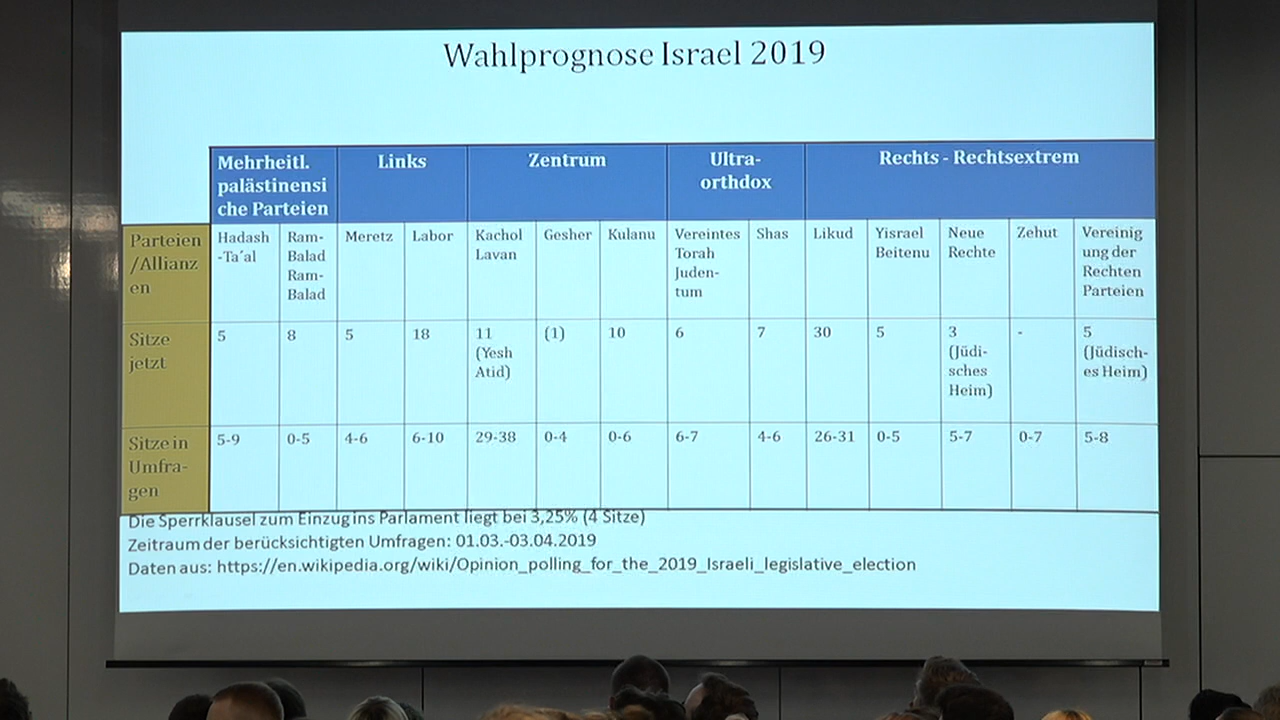 Wahlprognose Israel 2019
Mehrheitl.
palästinensi
che Parteien
Links
Zentrum
Ultra-
orthdox
Rechts - Rechtsextrem
Parteien
/Allianz
en
Hadash
-Ta´al
Ram-
Balad
Ram-
Balad
Meretz
Labor
Kachol
Lavan
Gesher
Kulanu
Vereintes
Torah
Juden-
tum
Shas
Likud
Yisrael
Beitenu
Neue
Rechte
Zehut
Vereinig
ung der
Rechten
Parteien
Sitze
jetzt
5
8
5
18
11
(Yesh
Atid)
(1)
10
6
7
30
5
3
(Jüdi-
sches
Heim)
-
5
(Jüdisch-
es Heim)
Sitze in
Umfra-
gen
5-9
0-5
4-6
6-10
29-38
0-4
0-6
6-7
4-6
26-31
0-5
5-7
0-7
5-8
Die Sperrklausel zum Einzug ins Parlament liegt bei 3,25% (4 Sitze)
Zeitraum der berücksichtigten Umfragen: 01.03.-03.04.2019
Daten aus: https://en.wikipedia.org/wiki/Opinion_polling_for_the_2019_Israeli_legislative_election